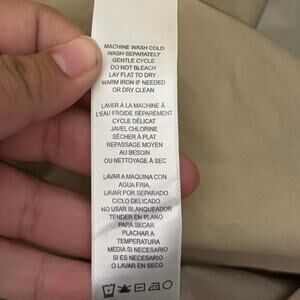 MACHINE WASH COLD
WASH SEPARATELY
GENTLE CYCLE
DO NOT BLEACH
LAY FLAT TO DRY
WARM IRON IF NEEDED
OR DRY CLEAN
LAVER À LA MACHINE À
L'EAU FROIDE SÉPARÉMENT
CYCLE DÉLICAT
JAVEL CHLORINE
SÉCHER À PLAT
REPASSAGE MOYEN
AU BESOIN
OU NETTOYAGE À SEC
LAVAR A MAQUINA CON
AGUA FRIA,
LAVAR POR SEPARADO
CICLO DELICADO
NO USAR BLANQUEADOR
TENDER EN PLANO
PARA SECAR
PLACHAR A
TEMPERATURA
MEDIA SI NECESARIO
SI ES NECESARIO
O LAVAR EN SECO